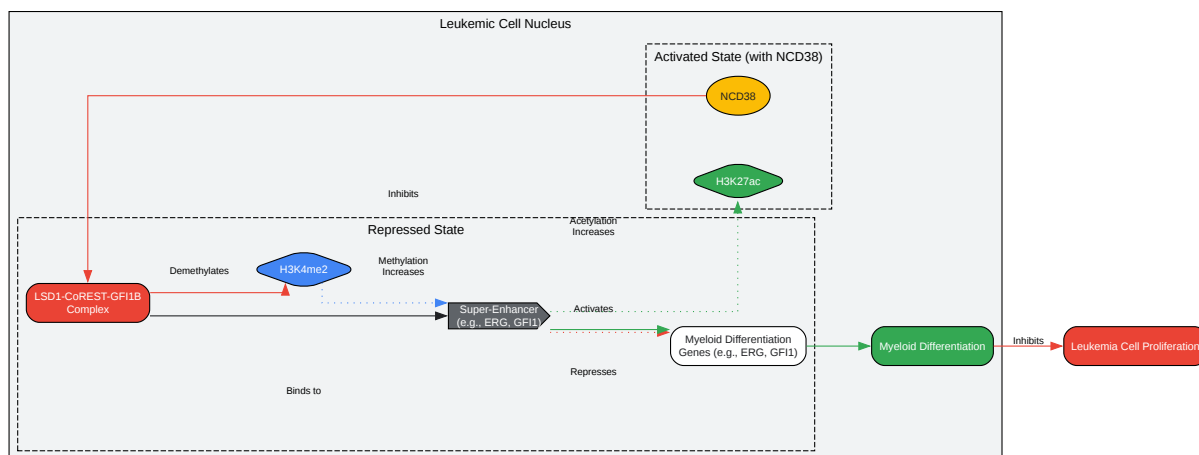 Leukemic Cell Nucleus
Activated State (with NCD38)
NCD38
H3K27ac
Inhibits
Acetylation
Increases
Repressed State
Demethylates
H3K4me2
Methylation
Increases
LSD1-CoREST-GFI1B
Complex
Super-Enhancer
(e.g., ERG, GFI1)
Activates
Myeloid Differentiation
Genes (e.g., ERG, GFI1)
Represses
Binds to
Myeloid Differentiation
Inhibits
Leukemia Cell Proliferation